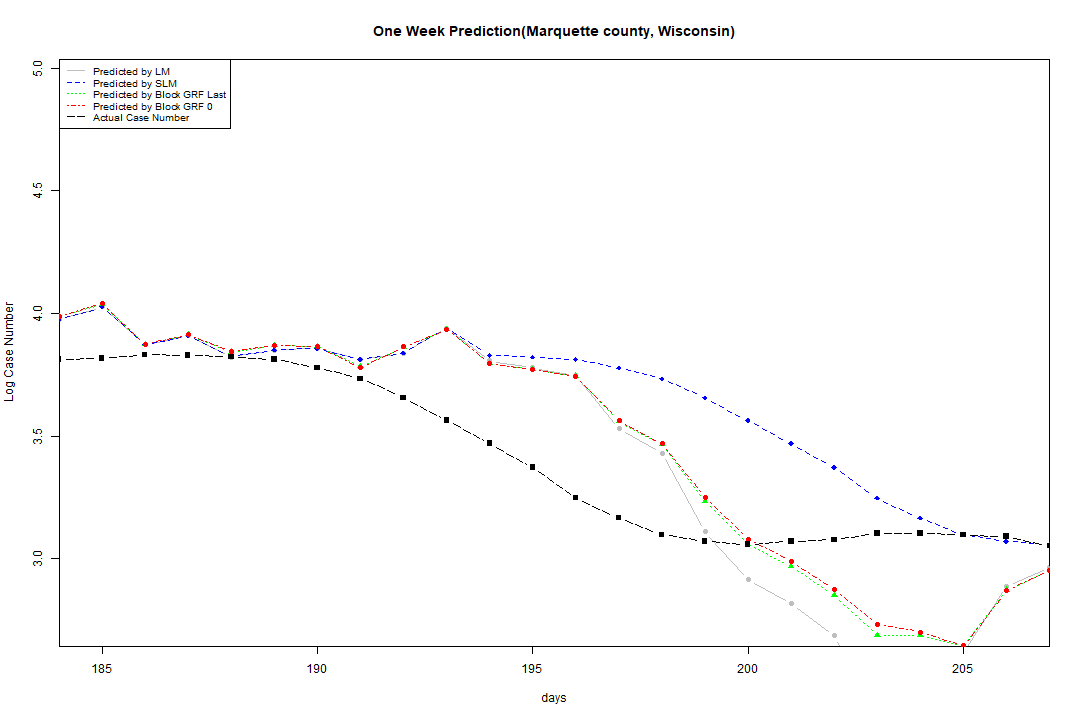 One Week Prediction(Marquette county, Wisconsin)
Predicted by LM
Predicted by SLM
Predicted by Block GRF Last
Predicted by Block GRF 0
Actual Case Number
5.0
4.5
4.0
3.5
3.0
Log Case Number
185 190 195 200 205
days